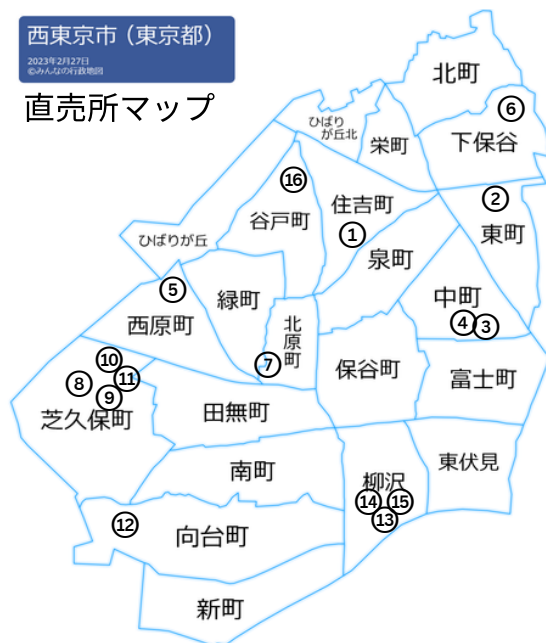 西東京市（東京都）
2023年2月27日
©みんなの行政地図
直売所マップ
北町
⑥
下保谷
ひばり
が丘北
栄町
⑯
谷戸町
住吉町
①
泉町
②
東町
ひばりが丘
⑤
西原町
緑町
北原町
⑦
中町
④③
保谷町
富士町
⑩
⑧
⑪
⑨
芝久保町
田無町
南町
柳沢
⑭⑮
⑬
東伏見
⑫
向台町
新町